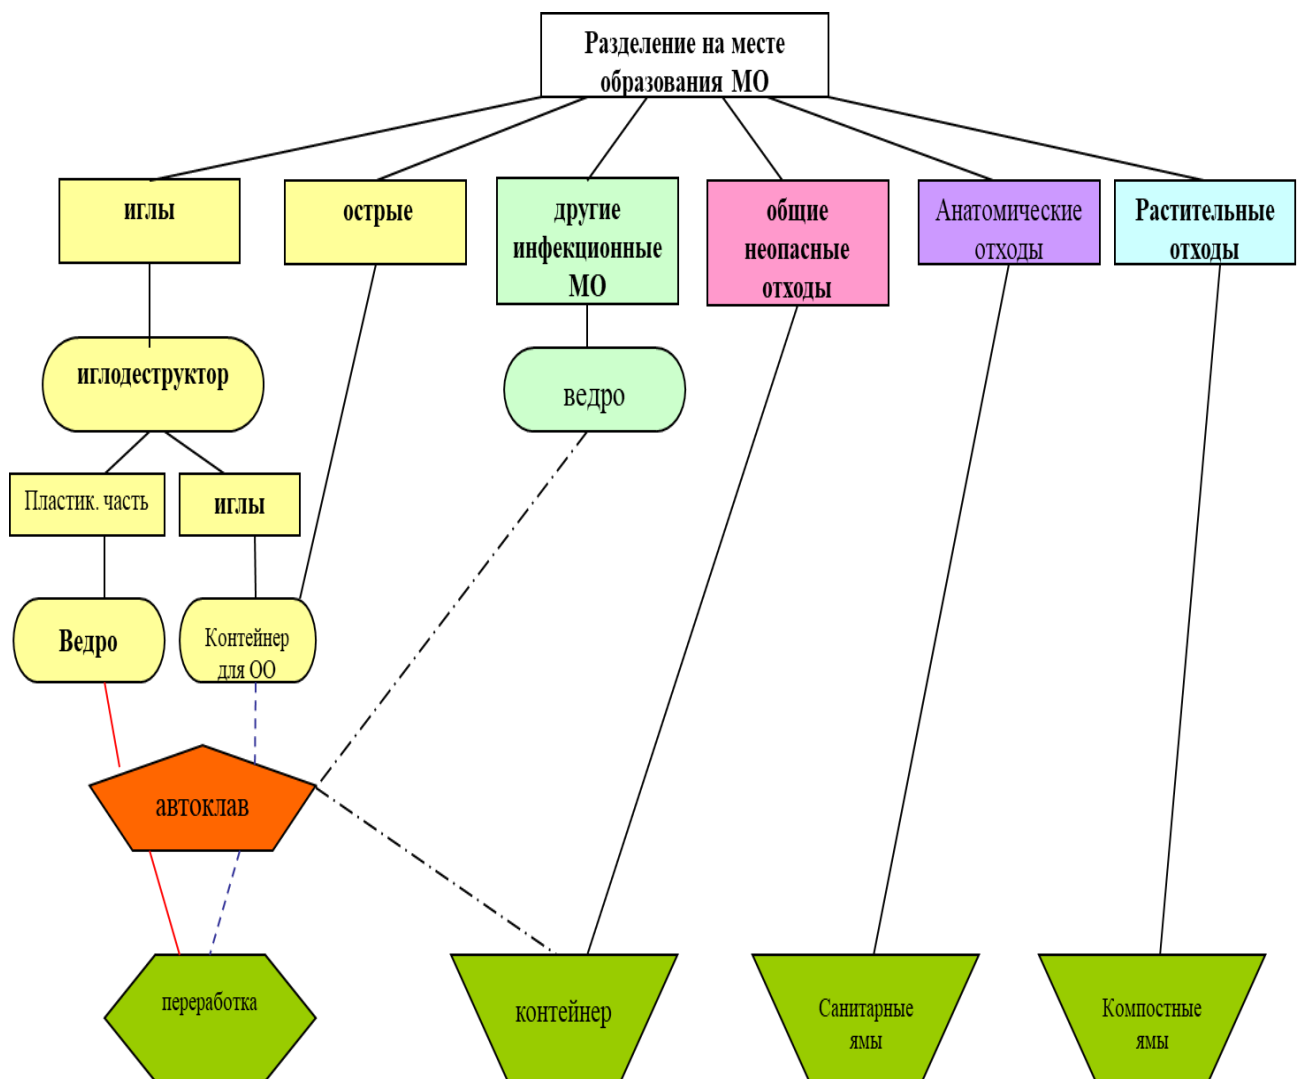 Разделение на месте
образования МО
иглы
острые
другие
инфекционные
МО
общие
неопасные
отходы
Анатомические
отходы
Растительные
отходы
иглодеструктор
ведро
Пластик. часть
иглы
Ведро
Контейнер
для ОО
автоклав
переработка
контейнер
Санитарные
ямы
Компостные
ямы